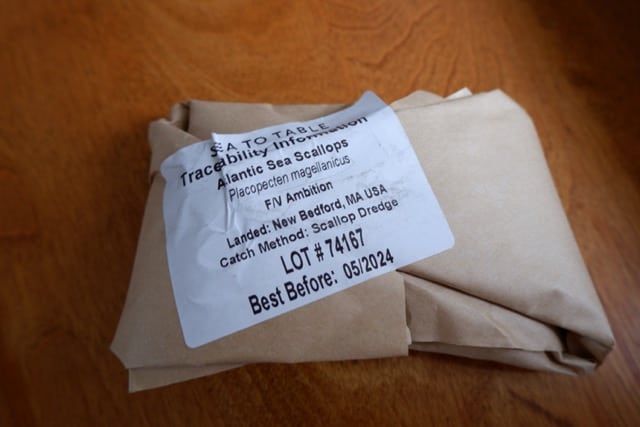 SEA TO TABLE
Traceability Information
Atlantic Sea Scallops
Placopecten magellanicus
F/V Ambition
Landed: New Bedford, MA USA
Catch Method: Scallop Dredge
LOT # 74167
Best Before: 05/2024